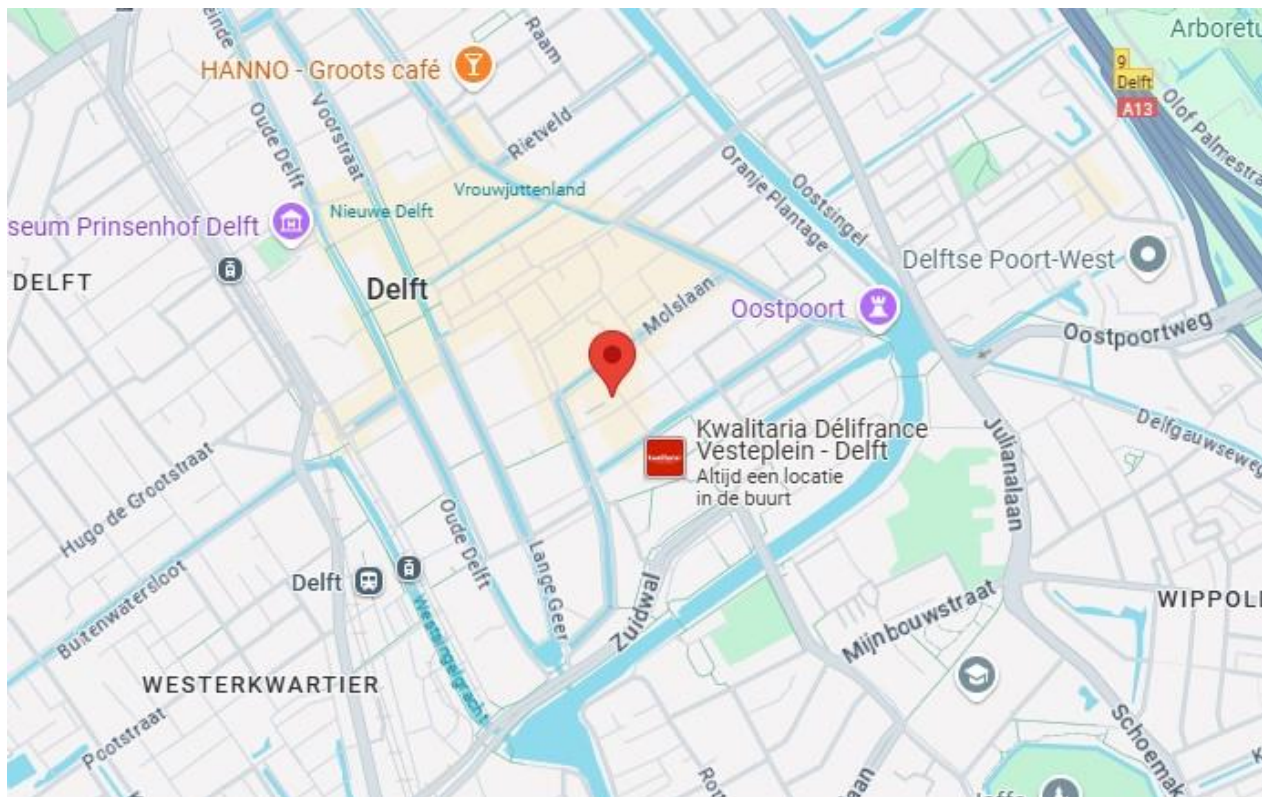 Arboretu
9
Delft
A13
Olof Palmestra
einde
Raam
HANNO - Groots café
Voorstraat
Oude Delft
Rietveld
Oranje Plantage
Oostsingel
Vrouwjuttenland
Nieuwe Delft
seum Prinsenhof Delft
DELFT
Delft
Delftse Poort-West
Molslaan
Oostpoort
Oostpoortweg
Kwalitaria Délifrance
Vesteplein - Delft
Altijd een locatie
in de buurt
Julianalaan
Delfgauwseweg
Hugo de Grootstraat
Oude Delft
Lange Geer
Delft
Buitenwatersloot
Westsingelgracht
Zuidwal
Mijnbouwstraat
WIPPOL
WESTERKWARTIER
Pootstraat
Schoemak